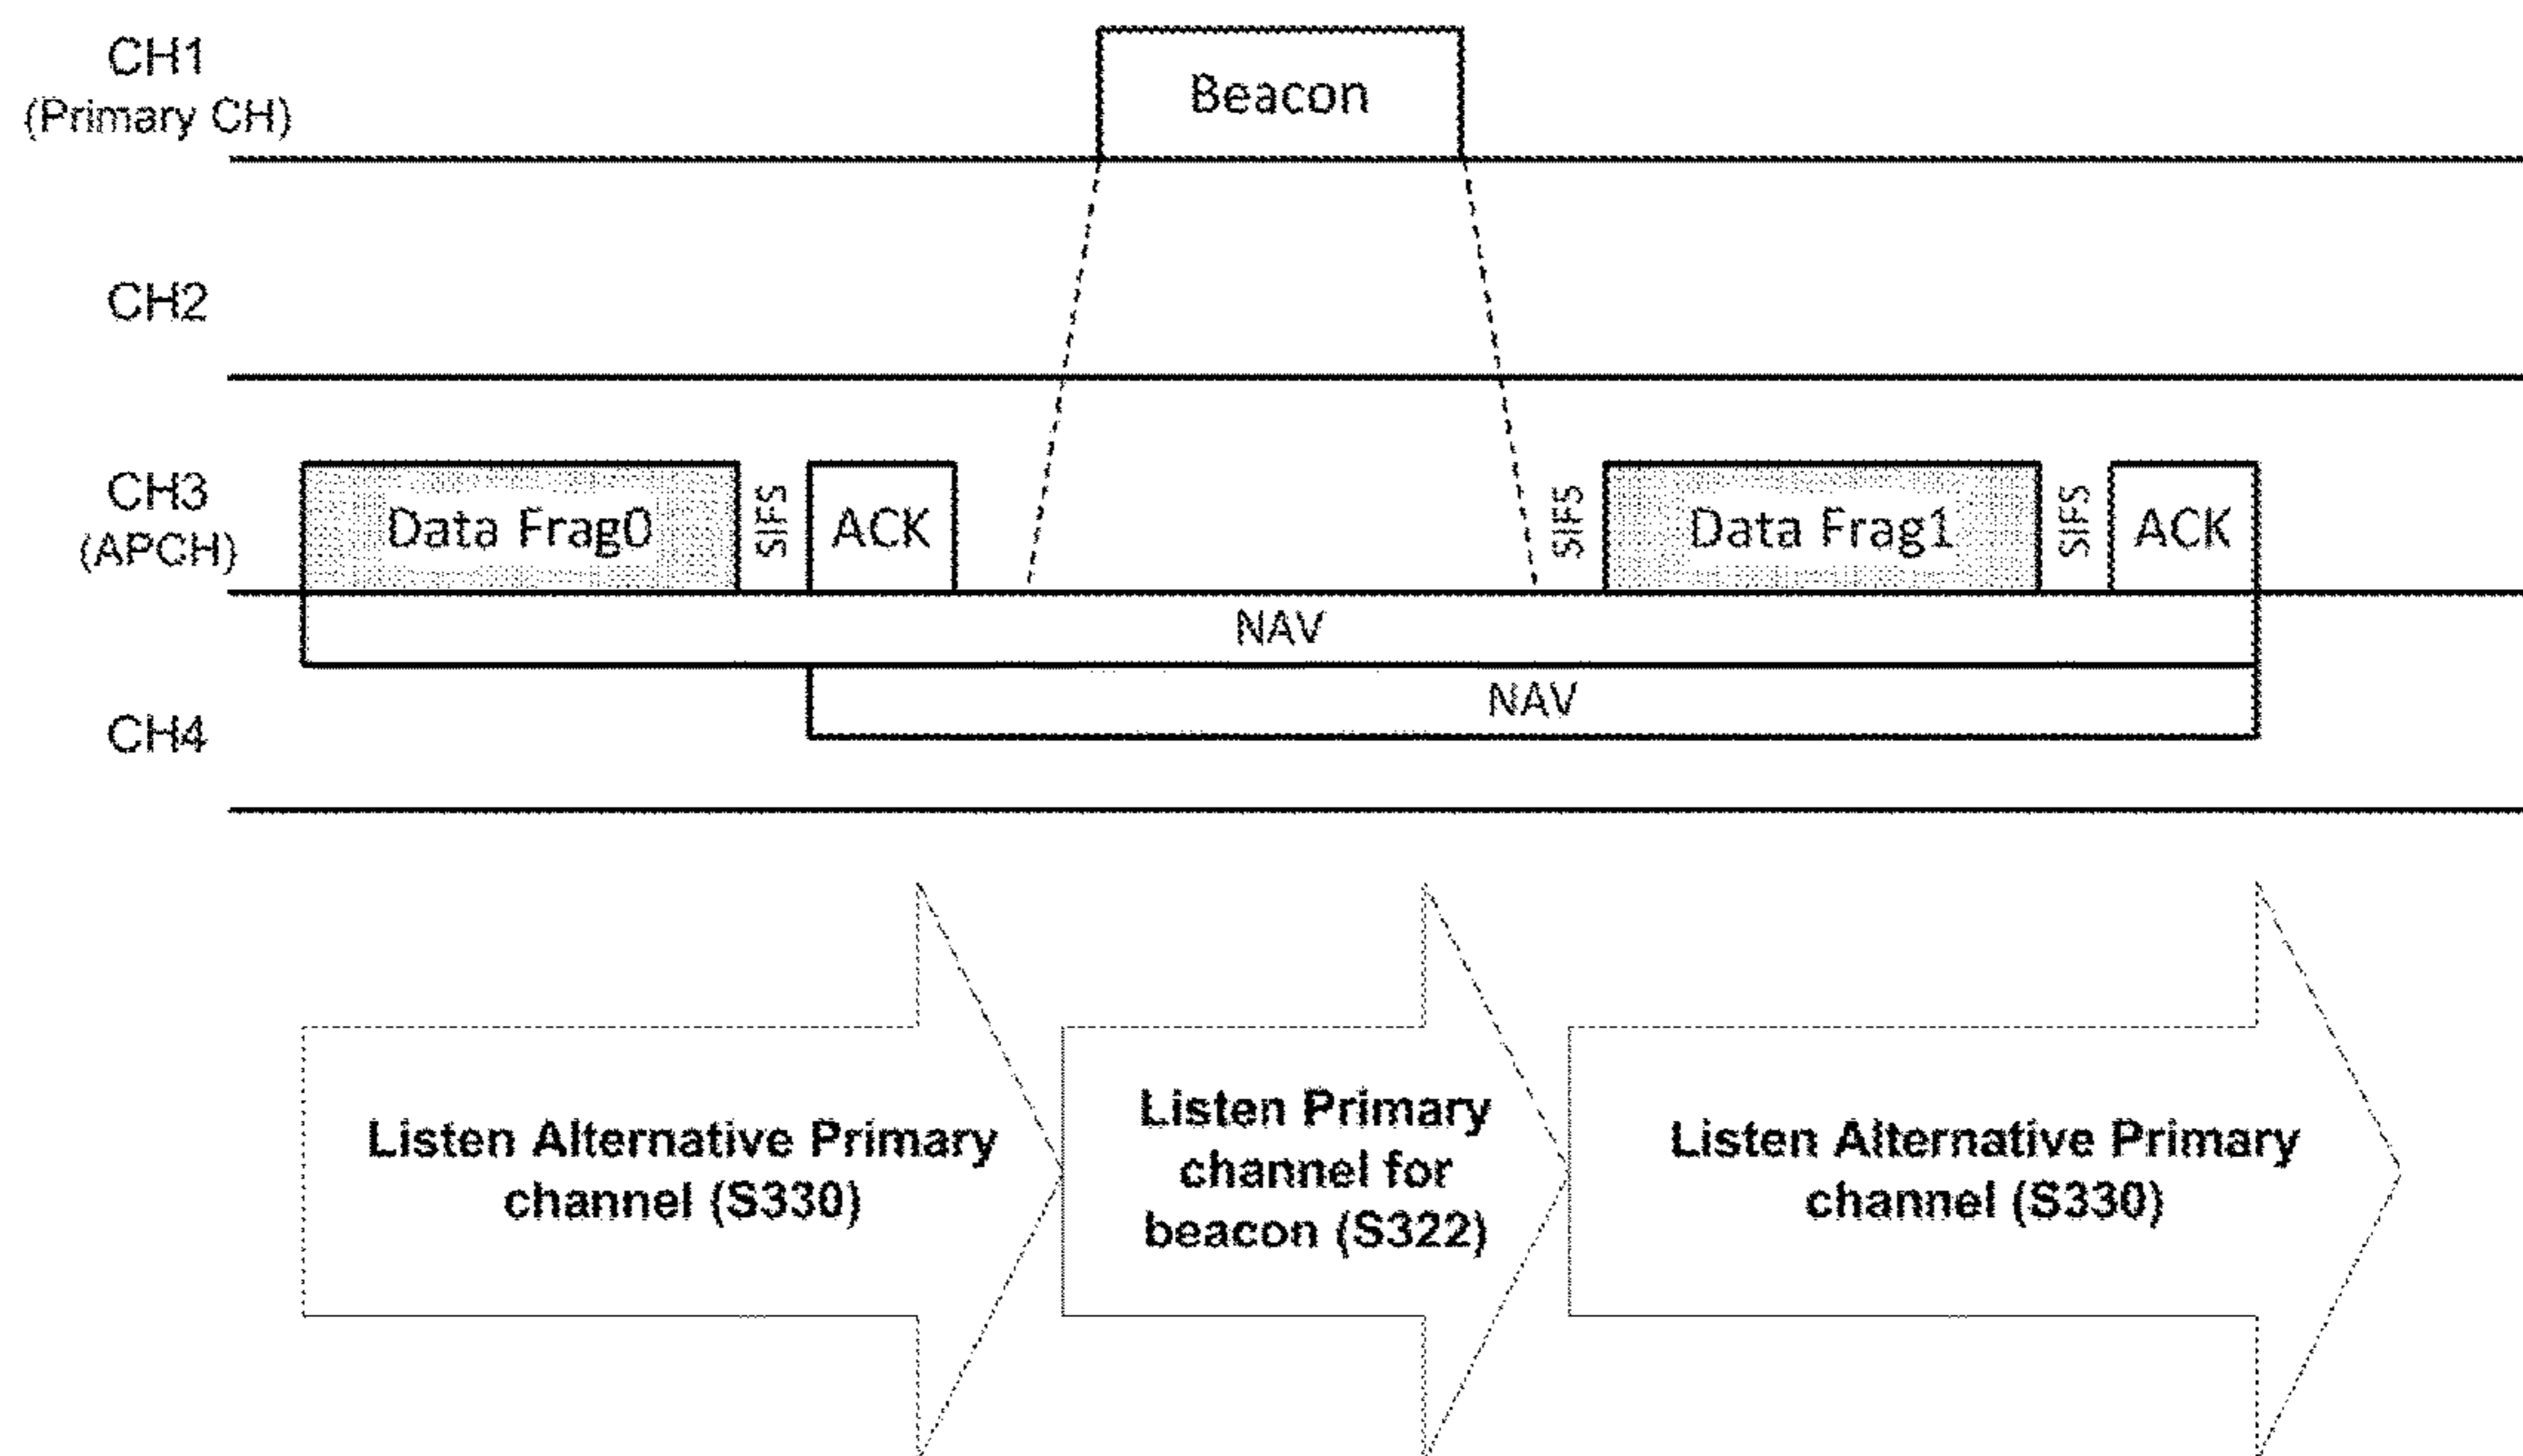 CH1
(Primary CH)
Beacon
CH2
CH3
(APCH)
Data Frag0
SIFS
ACK
SIFS
Data Frag1
SIFS
ACK
NAV
NAV
CH4
Listen Alternative Primary
channel (S330)
Listen Primary
channel for
beacon (S322)
Listen Alternative Primary
channel (S330)